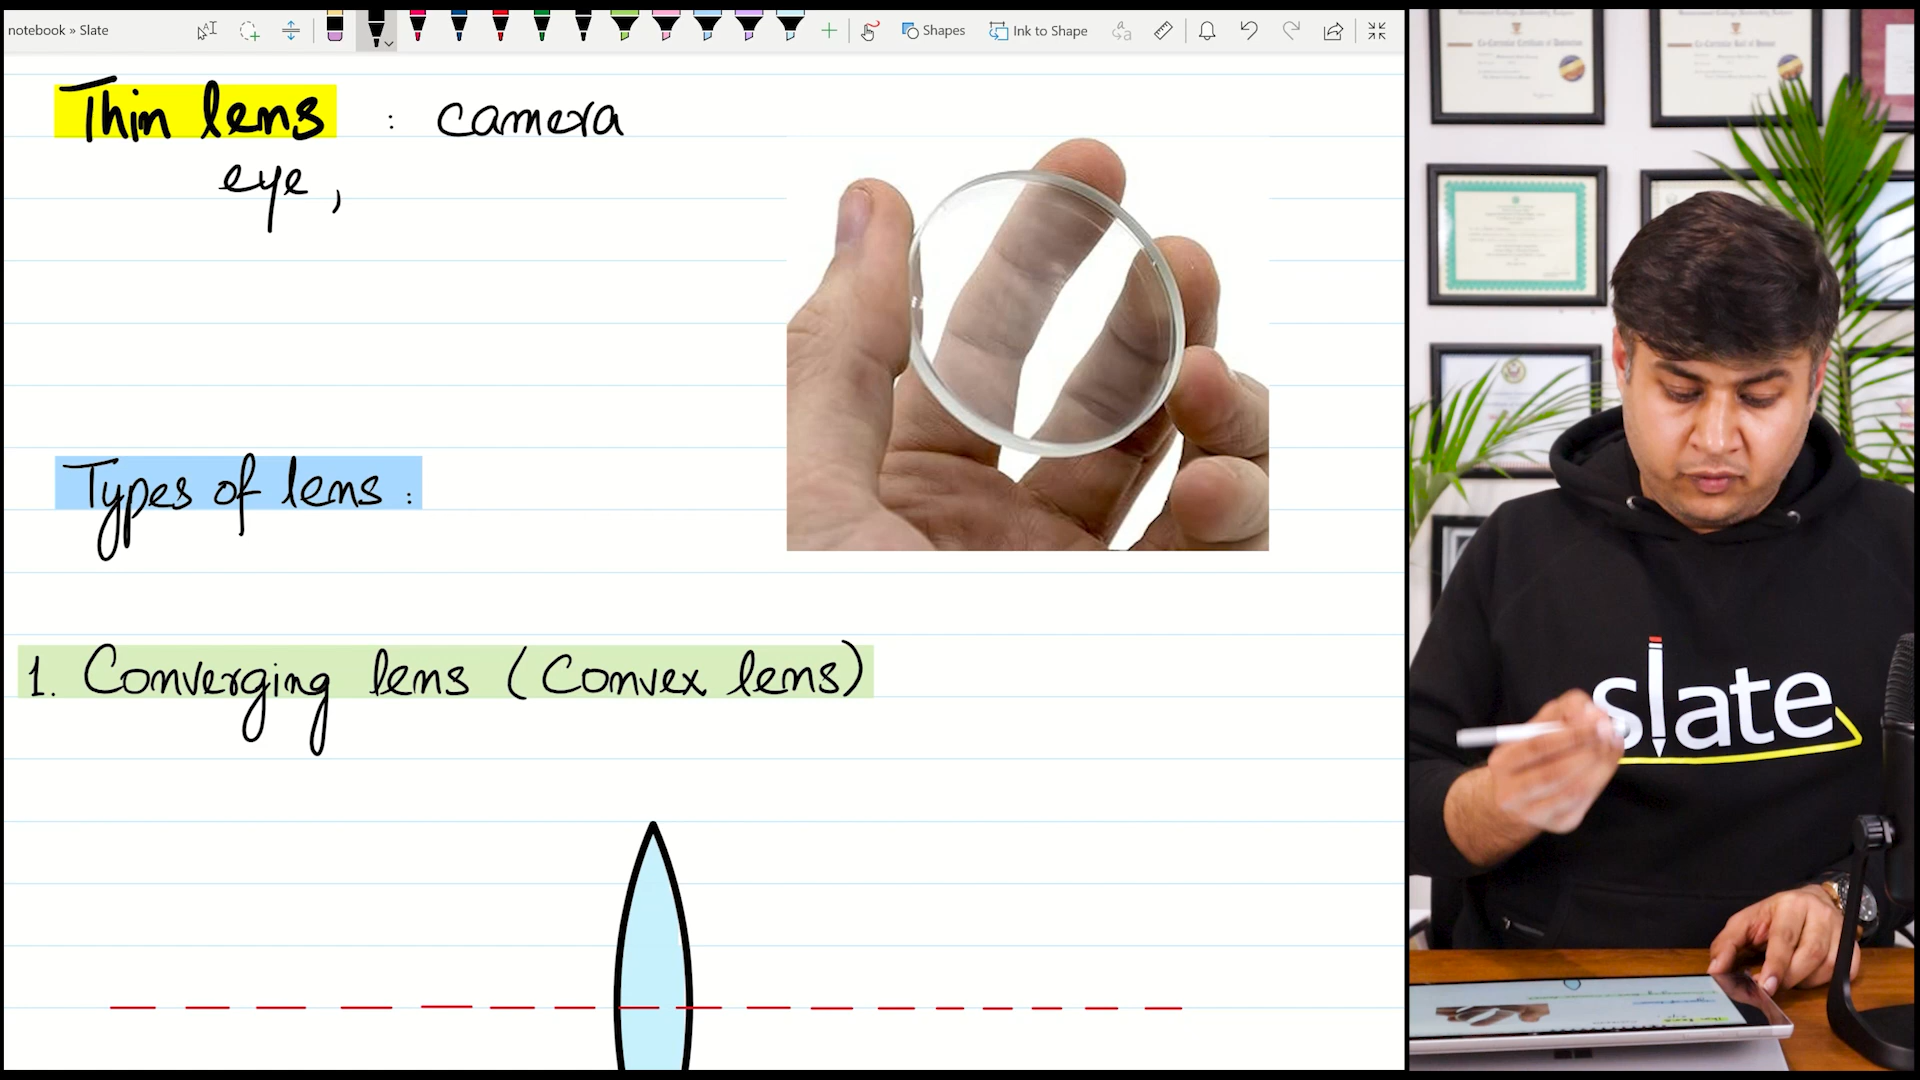 notebook » Slate
Shapes
Ink to Shape
Thin lens : camera
eye,
Types of lens :
1. Converging lens (Convex lens)
slate